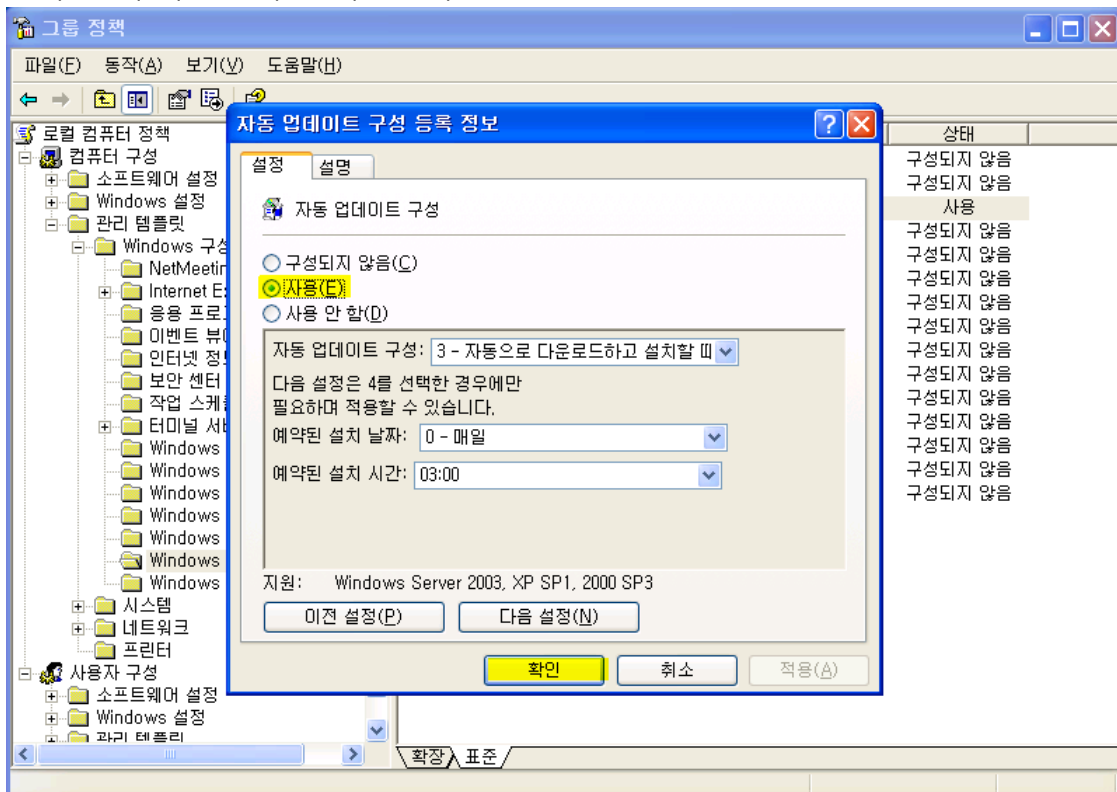 그룹 정책
파일(F) 동작(A) 보기(V) 도움말(H)
로컬 컴퓨터 정책
컴퓨터 구성
소프트웨어 설정
Windows 설정
관리 템플릿
Windows 구성
NetMeetin
Internet E
응용 프로
이벤트 뷰
인터넷 정
보안 센터
작업 스케
터미널 서
Windows
Windows
Windows
Windows
Windows
Windows
Windows
시스템
네트워크
프린터
사용자 구성
소프트웨어 설정
Windows 설정
관리 템플릿
자동 업데이트 구성 등록 정보
설정 설명
자동 업데이트 구성
구성되지 않음(C)
사용(E)
사용 안 함(D)
자동 업데이트 구성: 3 - 자동으로 다운로드하고 설치할
다음 설정은 4를 선택한 경우에만
필요하며 적용할 수 있습니다.
예약된 설치 날짜: 0 - 매일
예약된 설치 시간: 03:00
지원: Windows Server 2003, XP SP1, 2000 SP3
이전 설정(P) 다음 설정(N)
확인 취소 적용(A)
상태
구성되지 않음
구성되지 않음
사용
구성되지 않음
구성되지 않음
구성되지 않음
구성되지 않음
구성되지 않음
구성되지 않음
구성되지 않음
구성되지 않음
구성되지 않음
구성되지 않음
구성되지 않음
구성되지 않음
확장 표준